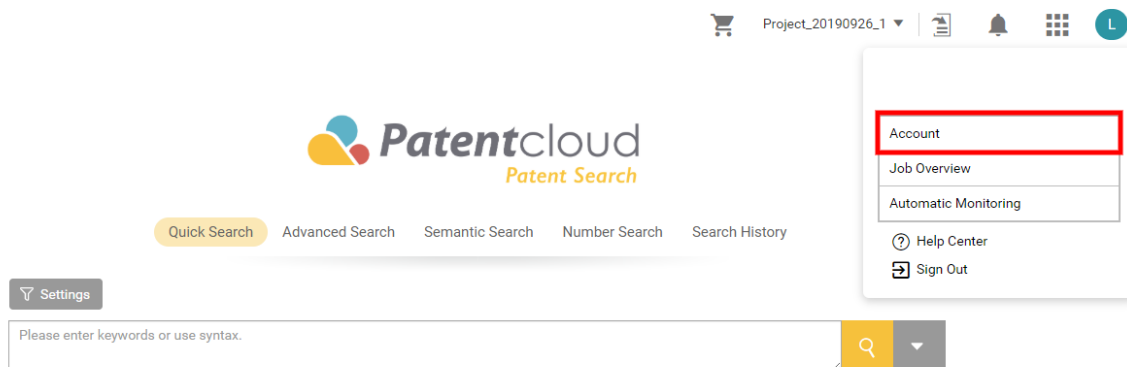 Project_20190926_1
L
Account
Patentcloud
Job Overview
Patent Search
Automatic Monitoring
Quick Search Advanced Search Semantic Search Number Search Search History
Help Center
Sign Out
Settings
Please enter keywords or use syntax.